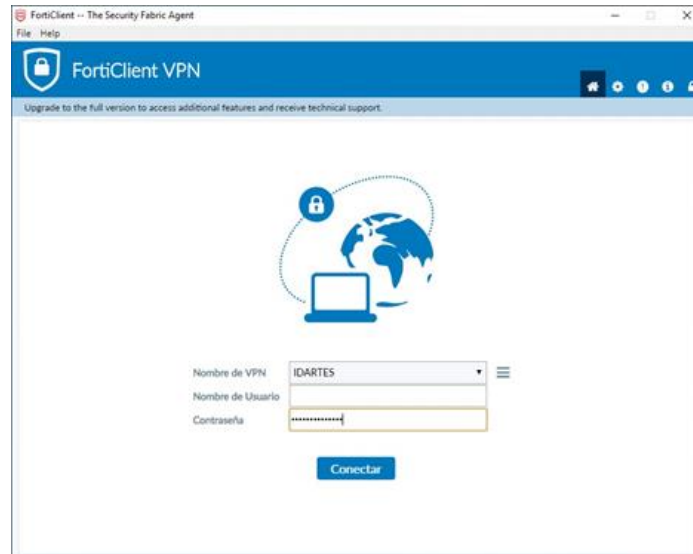 FortiClient -- The Security Fabric Agent
File Help
FortiClient VPN
Upgrade to the full version to access additional features and receive technical support.
Nombre de VPN IDARTES
Nombre de Usuario
Contraseña ••••••••••••••
Conectar